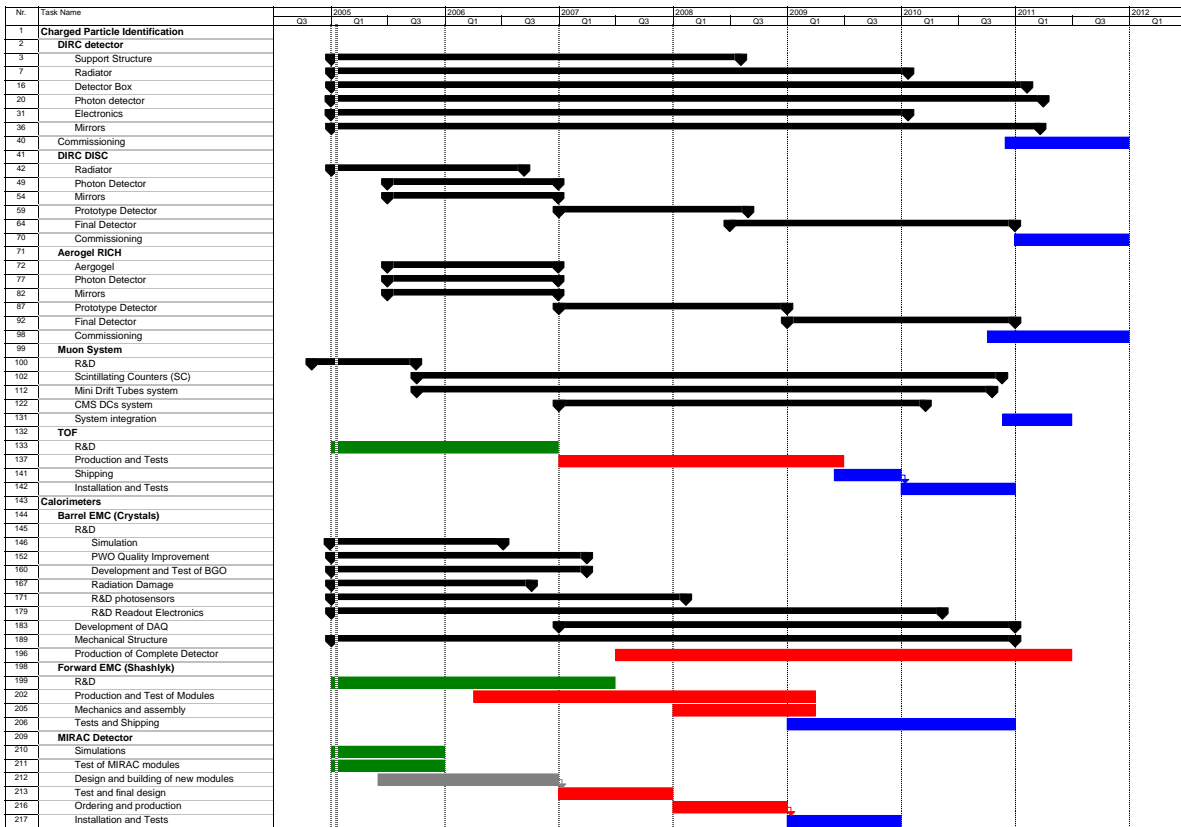 Nr. Task Name 2005 2006 2007 2008 2009 2010 2011 2012
Q3 Q1 Q3 Q1 Q3 Q1 Q3 Q1 Q3 Q1 Q3 Q1 Q3 Q1 Q3 Q1
1 Charged Particle Identification
2 DIRC detector
3 Support Structure
7 Radiator
16 Detector Box
20 Photon detector
31 Electronics
36 Mirrors
40 Commissioning
41 DIRC DISC
42 Radiator
49 Photon Detector
54 Mirrors
59 Prototype Detector
64 Final Detector
70 Commissioning
71 Aerogel RICH
72 Aergogel
77 Photon Detector
82 Mirrors
87 Prototype Detector
92 Final Detector
98 Commissioning
99 Muon System
100 R&D
102 Scintillating Counters (SC)
112 Mini Drift Tubes system
122 CMS DCs system
131 System integration
132 TOF
133 R&D
137 Production and Tests
141 Shipping
142 Installation and Tests
143 Calorimeters
144 Barrel EMC (Crystals)
145 R&D
146 Simulation
152 PWO Quality Improvement
160 Development and Test of BGO
167 Radiation Damage
171 R&D photosensors
179 R&D Readout Electronics
183 Development of DAQ
189 Mechanical Structure
196 Production of Complete Detector
198 Forward EMC (Shashlyk)
199 R&D
202 Production and Test of Modules
205 Mechanics and assembly
206 Tests and Shipping
209 MIRAC Detector
210 Simulations
211 Test of MIRAC modules
212 Design and building of new modules
213 Test and final design
216 Ordering and production
217 Installation and Tests